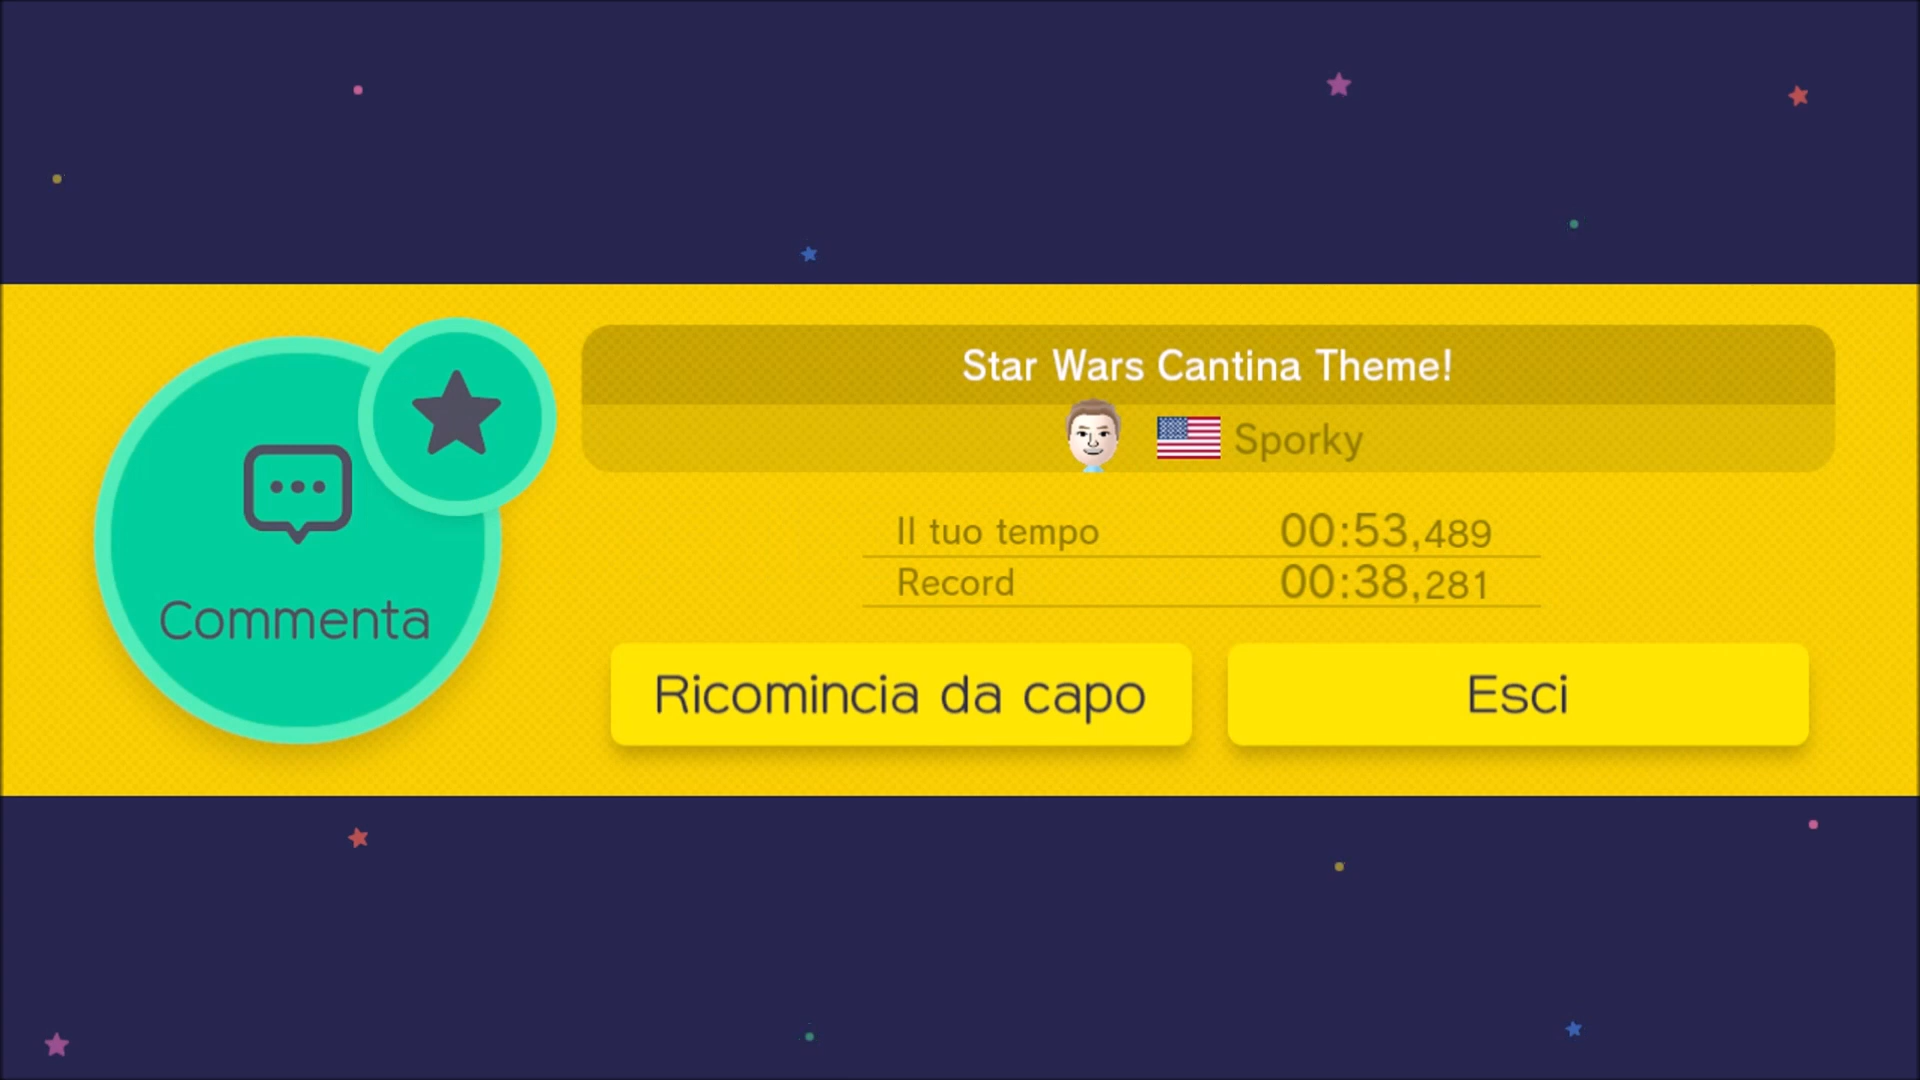 Star Wars Cantina Theme!
Sporky
Il tuo tempo 00:53,489
Record 00:38,281
Commenta
Ricomincia da capo
Esci